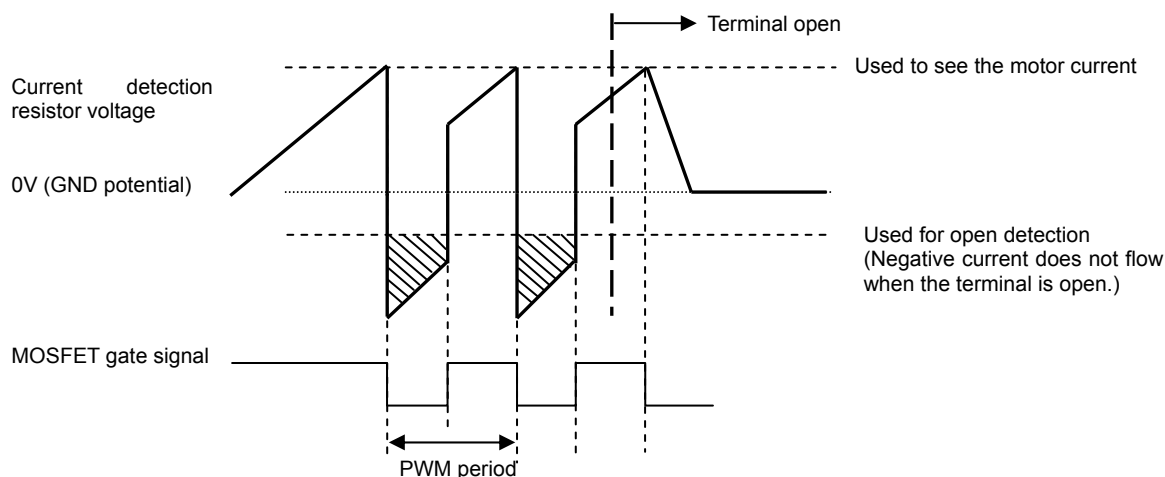 Terminal open
Used to see the motor current
Current detection
resistor voltage
0V (GND potential)
Used for open detection
(Negative current does not flow
when the terminal is open.)
MOSFET gate signal
PWM period